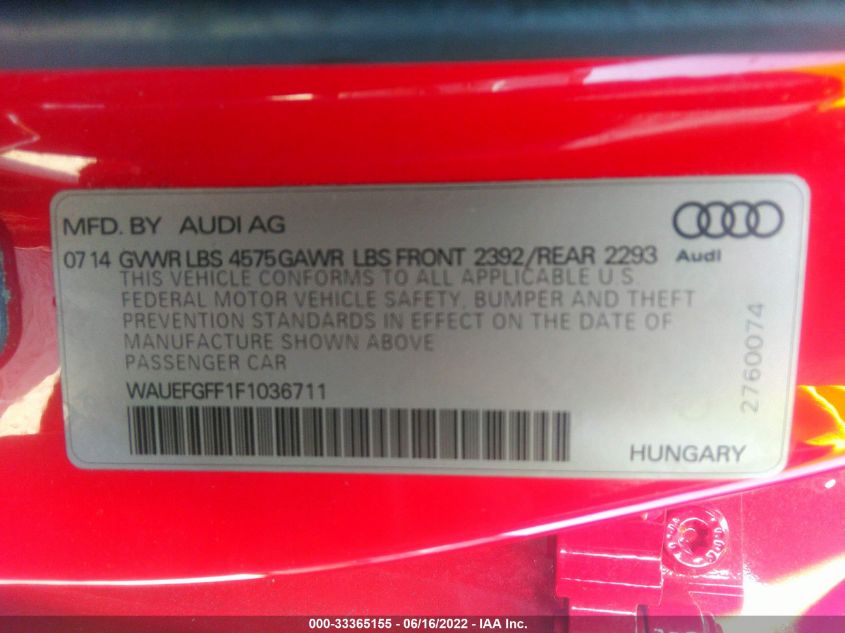 MFD. BY AUDI AG
07 14 GVWR LBS 4575 GAWR LBS FRONT 2392/REAR 2293
Audi
THIS VEHICLE CONFORMS TO ALL APPLICABLE U.S
FEDERAL MOTOR VEHICLE SAFETY, BUMPER AND THEFT
PREVENTION STANDARDS IN EFFECT ON THE DATE OF
MANUFACTURE SHOWN ABOVE
PASSENGER CAR
WAUEFGFF1F1036711
2760074
HUNGARY
000-33365155 - 06/16/2022 - IAA Inc.